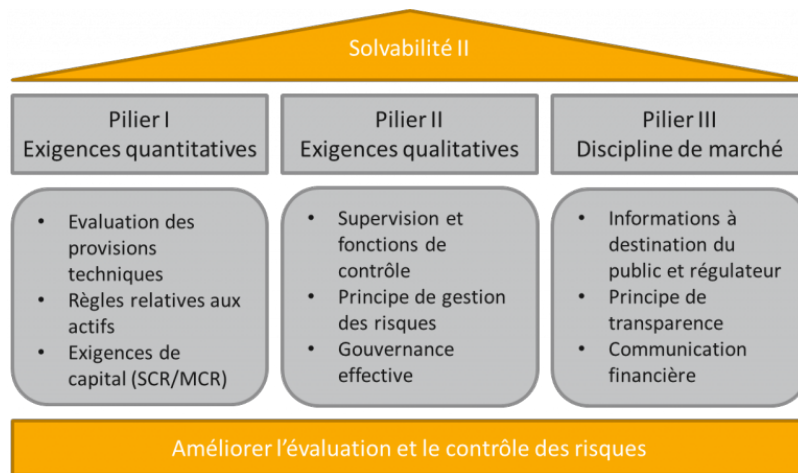 Solvabilité II
Pilier I
Exigences quantitatives
Pilier II
Exigences qualitatives
Pilier III
Discipline de marché
• Evaluation des
provisions
techniques
• Règles relatives aux
actifs
• Exigences de
capital (SCR/MCR)
• Supervision et
fonctions de
contrôle
• Principe de gestion
des risques
• Gouvernance
effective
• Informations à
destination du
public et régulateur
• Principe de
transparence
• Communication
financière
Améliorer l'évaluation et le contrôle des risques